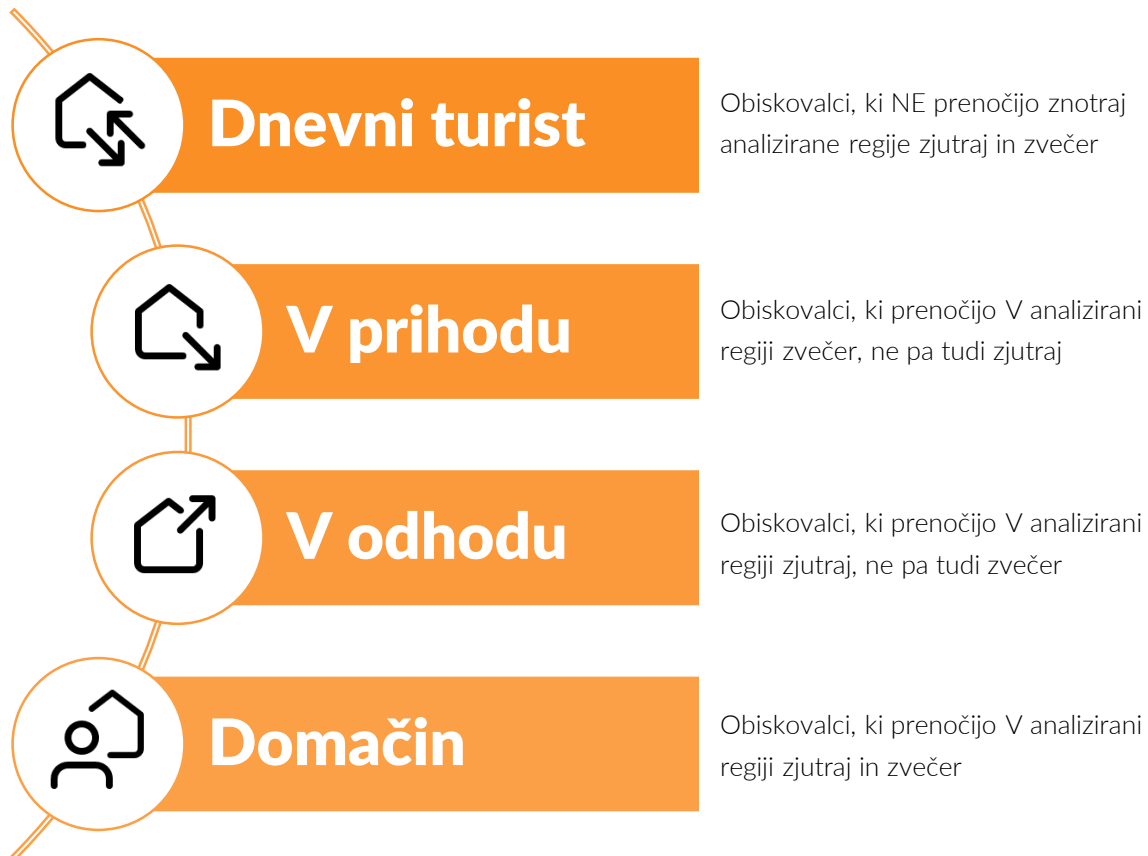 Dnevni turist
Obiskovalci, ki NE prenočijo znotraj
analizirane regije zjutraj in zvečer
V prihodu
Obiskovalci, ki prenočijo V analizirani
regiji zvečer, ne pa tudi zjutraj
V odhodu
Obiskovalci, ki prenočijo V analizirani
regiji zjutraj, ne pa tudi zvečer
Domačin
Obiskovalci, ki prenočijo V analizirani
regiji zjutraj in zvečer